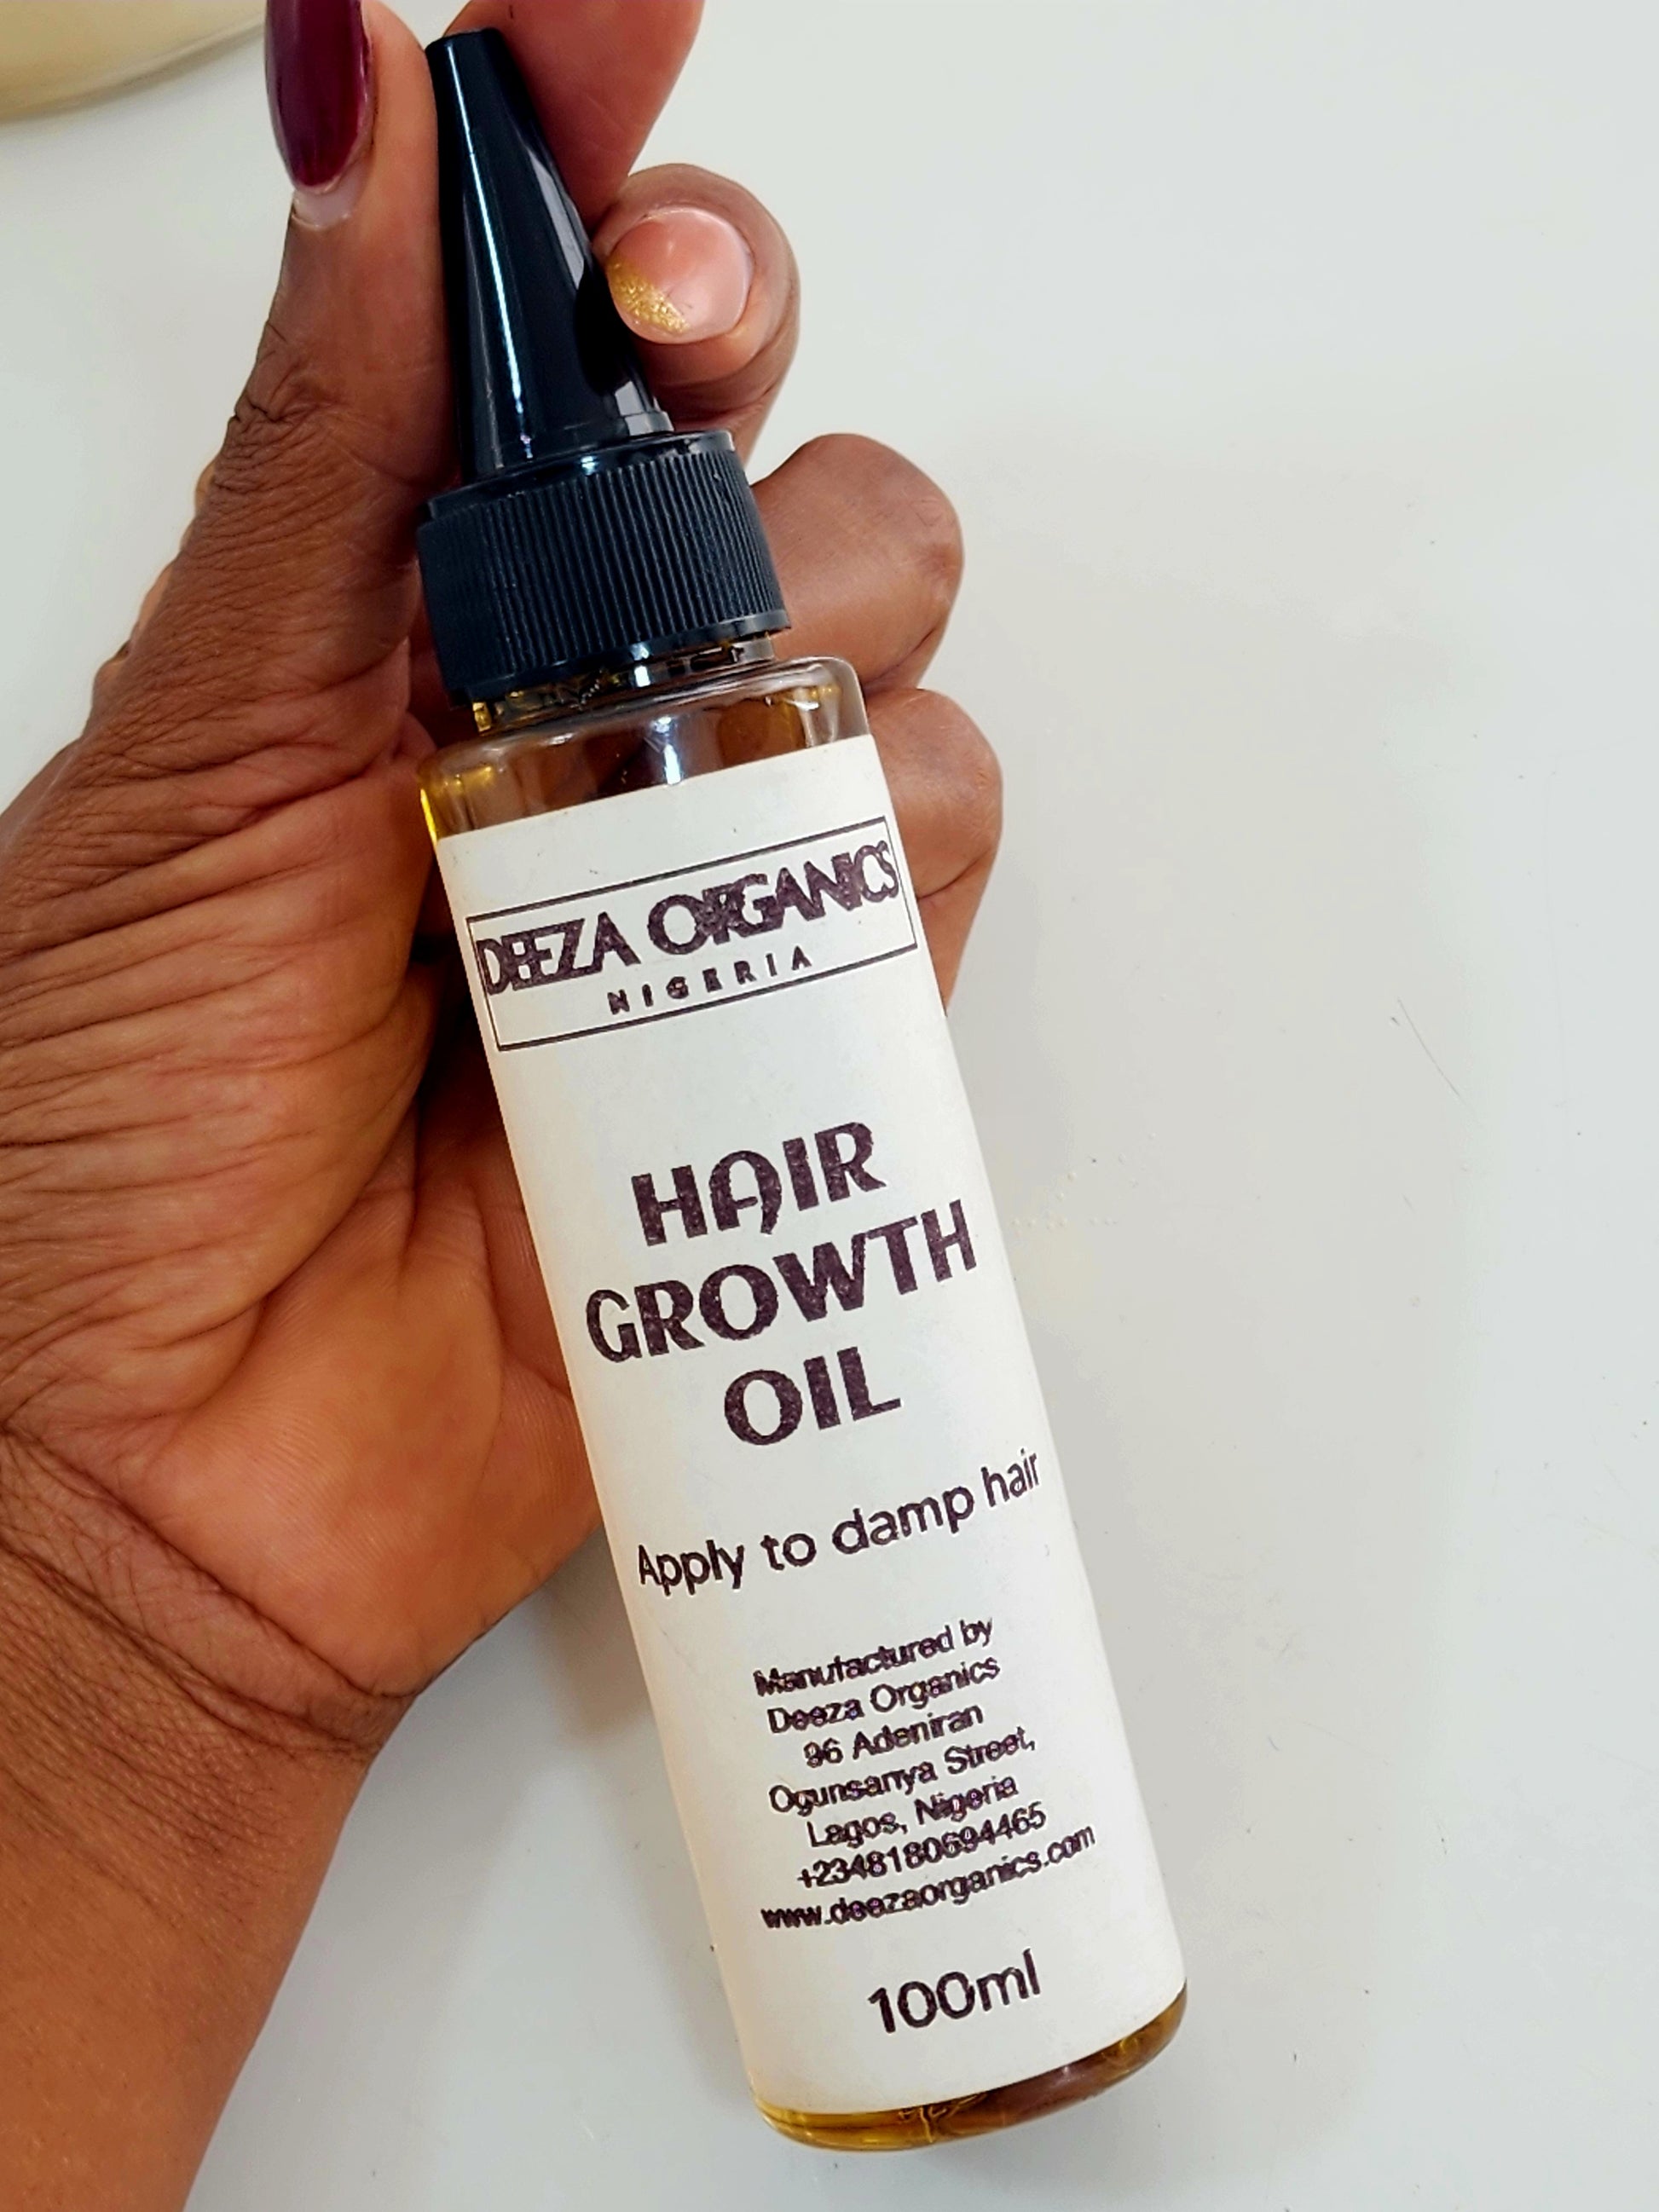 DEEZA ORGANICS
NIGERIA
HAIR
GROWTH
OIL
Apply to damp hair
Manufactured by
Deeza Organics
96 Adeniran
Ogunsanya Street,
Lagos, Nigeria
+2348180694465
www.deezaorganics.com
100ml